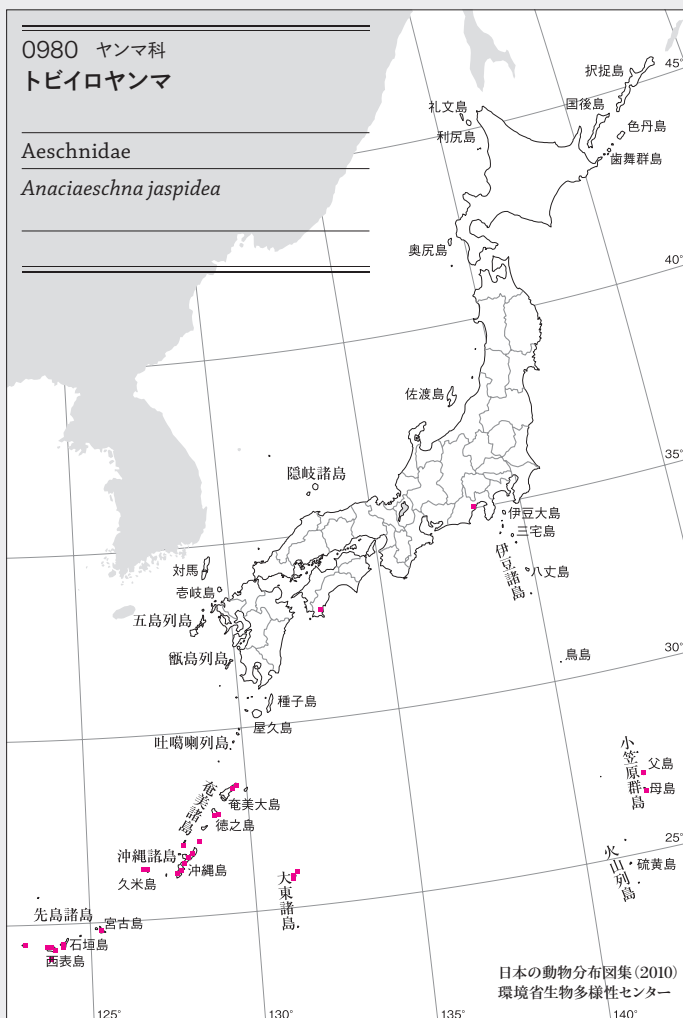 0980 ヤンマ科
トビイロヤンマ
Aeschnidae
Anaciaeschna jaspidea
択捉島
45°
国後島
礼文島
色丹島
利尻島
歯舞群島
奥尻島
40°
佐渡島
35°
隠岐諸島
伊豆大島
三宅島
伊豆諸島
八丈島
対馬
壱岐島
五島列島
甑島列島
鳥島
30°
種子島
屋久島
吐噶喇列島
小笠原群島
父島
母島
奄美諸島
奄美大島
徳之島
沖縄諸島
沖縄島
久米島
大東諸島
火山列島
硫黄島
25°
先島諸島
宮古島
石垣島
西表島
日本の動物分布図集(2010)
環境省生物多様性センター
125°
130°
135°
140°